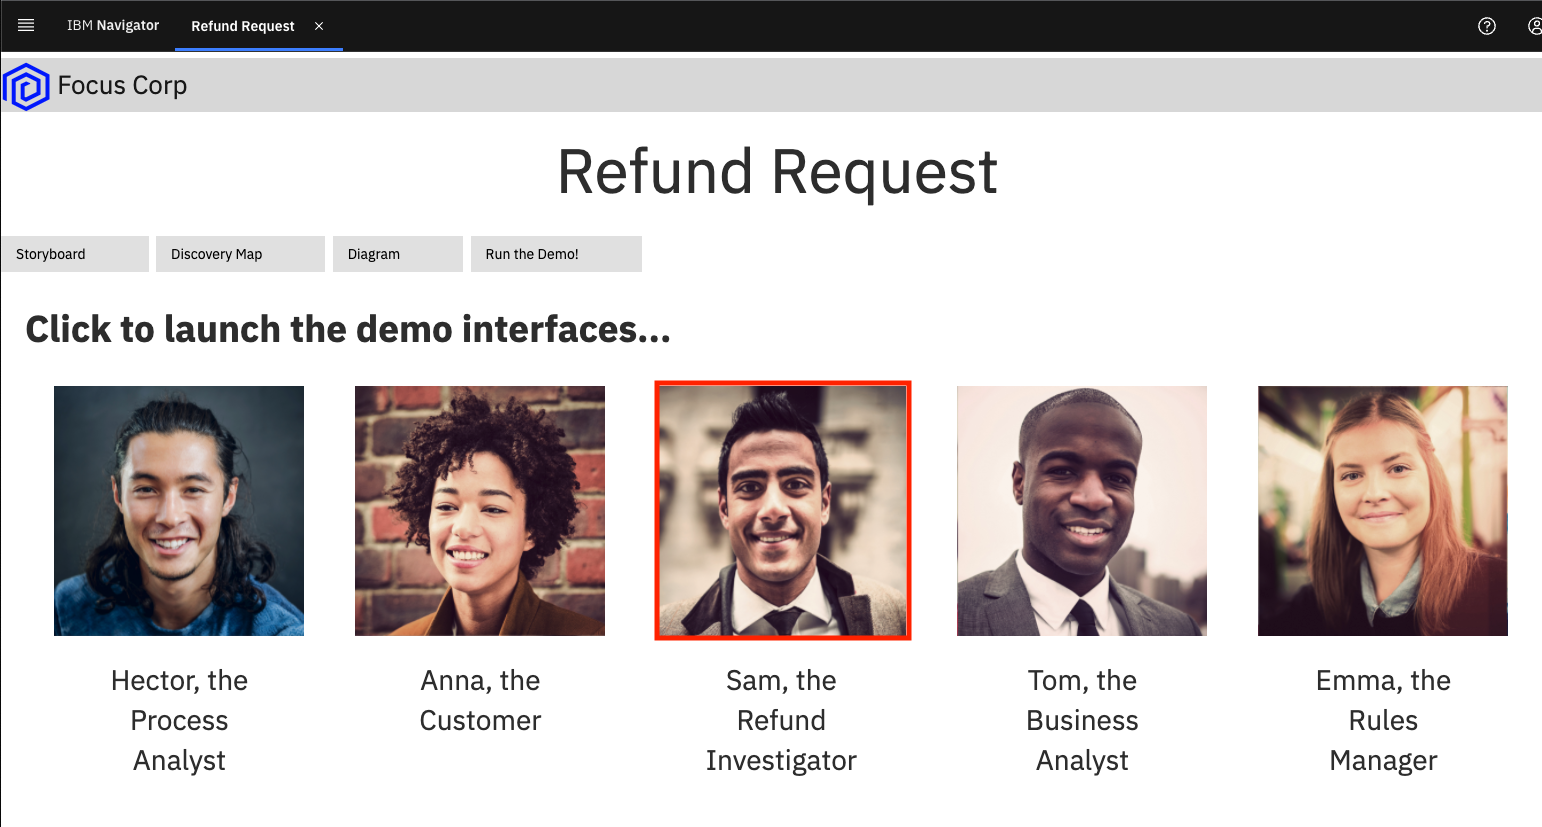 IBM Navigator
Refund Request
Focus Corp
Refund Request
Storyboard
Discovery Map
Diagram
Run the Demo!
Click to launch the demo interfaces...
Hector, the
Process
Analyst
Anna, the
Customer
Sam, the
Refund
Investigator
Tom, the
Business
Analyst
Emma, the
Rules
Manager